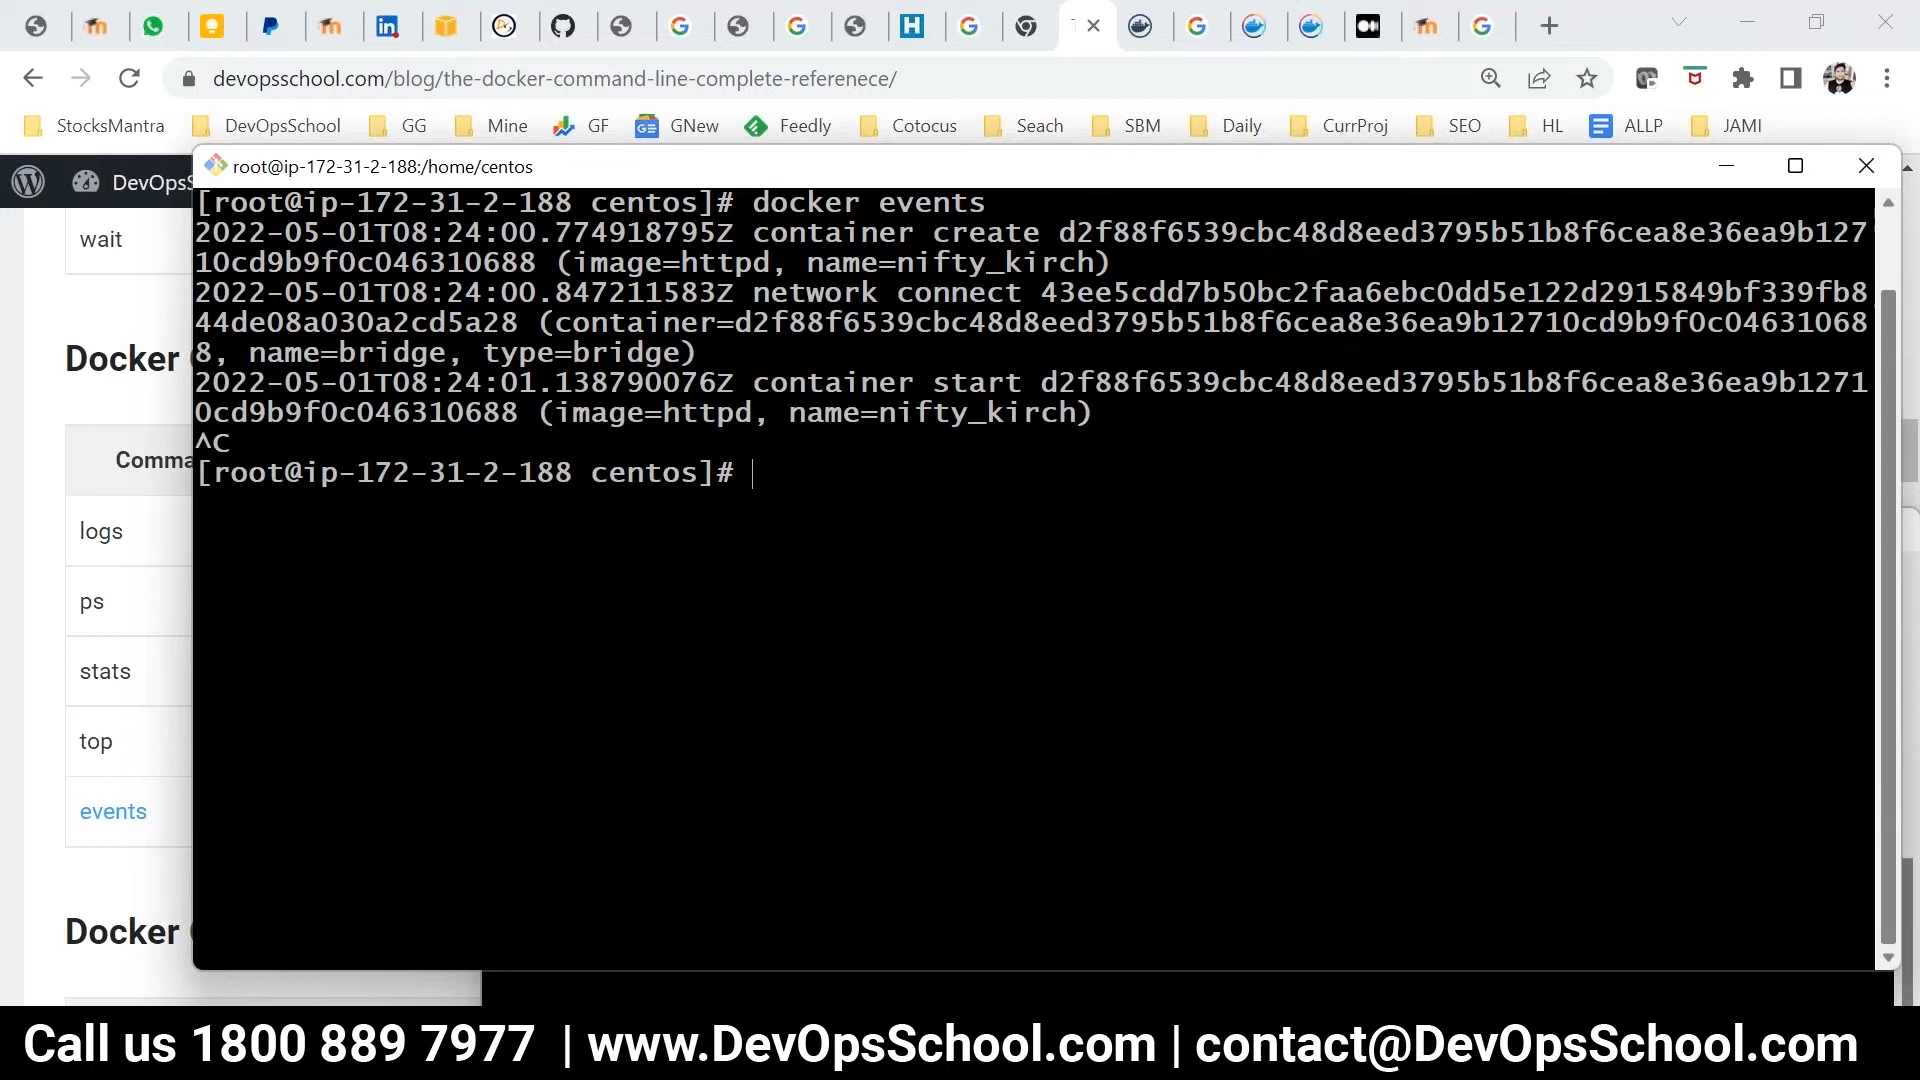 devopsschool.com/blog/the-docker-command-line-complete-referenece/
StocksMantra DevOpsSchool GG Mine GF GNew Feedly Cotocus Seach SBM Daily CurrProj SEO HL ALLP JAMI
root@ip-172-31-2-188:/home/centos
DevOpsS
wait
Docker
Comma
logs
ps
stats
top
events
Docker
[root@ip-172-31-2-188 centos]# docker events
2022-05-01T08:24:00.774918795Z container create d2f88f6539cbc48d8eed3795b51b8f6cea8e36ea9b127
10cd9b9f0c046310688 (image=httpd, name=nifty_kirch)
2022-05-01T08:24:00.847211583Z network connect 43ee5cdd7b50bc2faa6ebc0dd5e122d2915849bf339fb8
44de08a030a2cd5a28 (container=d2f88f6539cbc48d8eed3795b51b8f6cea8e36ea9b12710cd9b9f0c04631068
8, name=bridge, type=bridge)
2022-05-01T08:24:01.138790076Z container start d2f88f6539cbc48d8eed3795b51b8f6cea8e36ea9b1271
0cd9b9f0c046310688 (image=httpd, name=nifty_kirch)
^C
[root@ip-172-31-2-188 centos]#
Call us 1800 889 7977 | www.DevOpsSchool.com | contact@DevOpsSchool.com